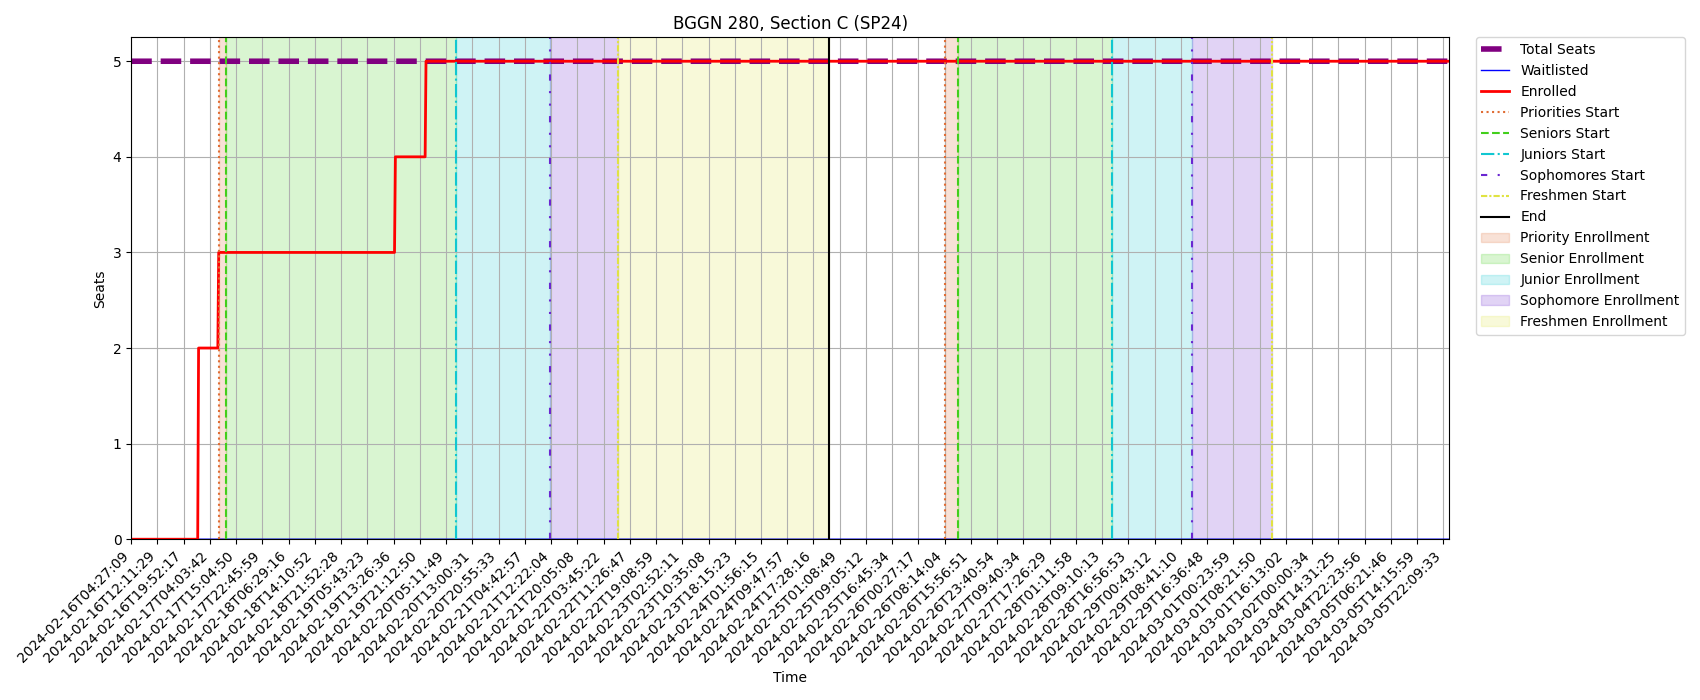 BGGN 280, Section C (SP24)
Seats
5
4
3
2
1
0
2024-02-16T04:27:09
2024-02-16T12:11:29
2024-02-16T19:52:17
2024-02-17T04:03:42
2024-02-17T15:04:50
2024-02-17T22:45:59
2024-02-18T06:29:16
2024-02-18T14:10:52
2024-02-18T21:52:28
2024-02-19T05:43:23
2024-02-19T13:26:36
2024-02-19T21:12:50
2024-02-20T05:11:49
2024-02-20T13:00:31
2024-02-20T20:55:33
2024-02-21T04:42:57
2024-02-21T12:22:04
2024-02-21T20:05:08
2024-02-22T03:45:22
2024-02-22T11:26:47
2024-02-22T19:08:59
2024-02-23T02:52:11
2024-02-23T10:35:08
2024-02-23T18:15:23
2024-02-24T01:56:15
2024-02-24T09:47:57
2024-02-24T17:28:16
2024-02-25T01:08:49
2024-02-25T09:05:12
2024-02-25T16:45:34
2024-02-26T00:27:17
2024-02-26T08:14:04
2024-02-26T15:56:51
2024-02-26T23:40:54
2024-02-27T09:40:34
2024-02-27T17:26:29
2024-02-28T01:11:58
2024-02-28T09:10:13
2024-02-28T16:56:53
2024-02-29T00:43:12
2024-02-29T08:41:10
2024-02-29T16:36:48
2024-03-01T00:23:59
2024-03-01T08:21:50
2024-03-01T16:13:02
2024-03-02T00:00:34
2024-03-04T14:31:25
2024-03-04T22:23:56
2024-03-05T06:21:46
2024-03-05T14:15:59
2024-03-05T22:09:33
Time
Total Seats
Waitlisted
Enrolled
Priorities Start
Seniors Start
Juniors Start
Sophomores Start
Freshmen Start
End
Priority Enrollment
Senior Enrollment
Junior Enrollment
Sophomore Enrollment
Freshmen Enrollment